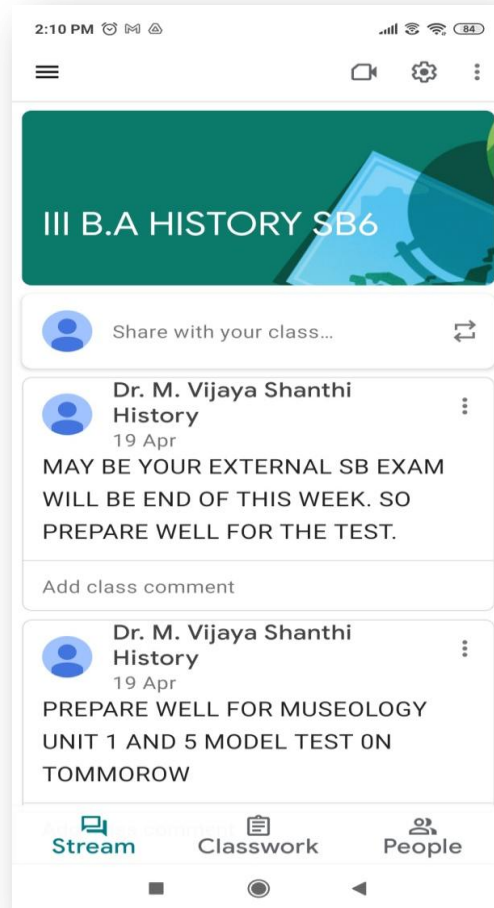 2:10 PM
84
III B.A HISTORY SB6
Share with your class...
Dr. M. Vijaya Shanthi
History
19 Apr
MAY BE YOUR EXTERNAL SB EXAM
WILL BE END OF THIS WEEK. SO
PREPARE WELL FOR THE TEST.
Add class comment
Dr. M. Vijaya Shanthi
History
19 Apr
PREPARE WELL FOR MUSEOLOGY
UNIT 1 AND 5 MODEL TEST 0N
TOMMOROW
Add class comment
Stream Classwork People